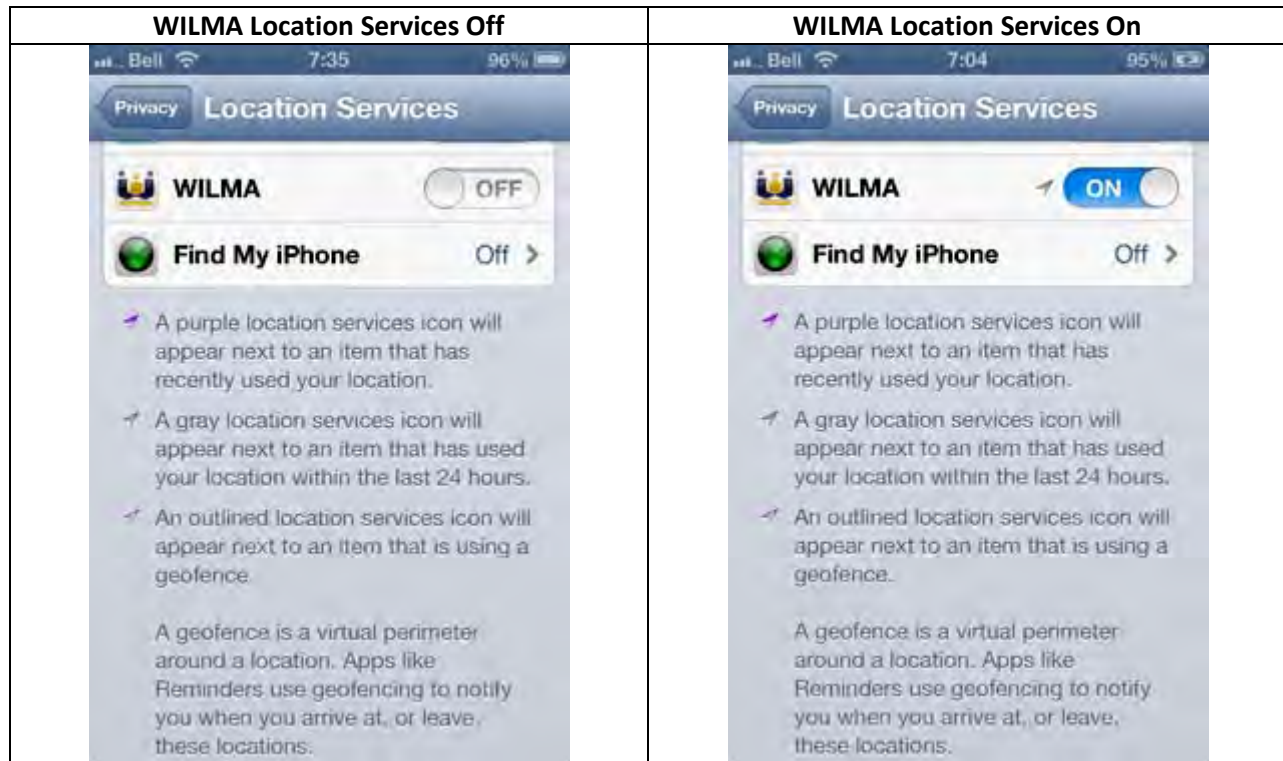 WILMA Location Services Off
Bell 7:35 96%
Privacy Location Services
WILMA OFF
Find My iPhone Off >
A purple location services icon will
appear next to an item that has
recently used your location.
A gray location services icon will
appear next to an item that has used
your location within the last 24 hours.
An outlined location services icon will
appear next to an item that is using a
geofence.
A geofence is a virtual perimeter
around a location. Apps like
Reminders use geofencing to notify
you when you arrive at, or leave,
these locations.
WILMA Location Services On
Bell 7:04 95%
Privacy Location Services
WILMA ON
Find My iPhone Off >
A purple location services icon will
appear next to an item that has
recently used your location.
A gray location services icon will
appear next to an item that has used
your location within the last 24 hours.
An outlined location services icon will
appear next to an item that is using a
geofence.
A geofence is a virtual perimeter
around a location. Apps like
Reminders use geofencing to notify
you when you arrive at, or leave,
these locations.